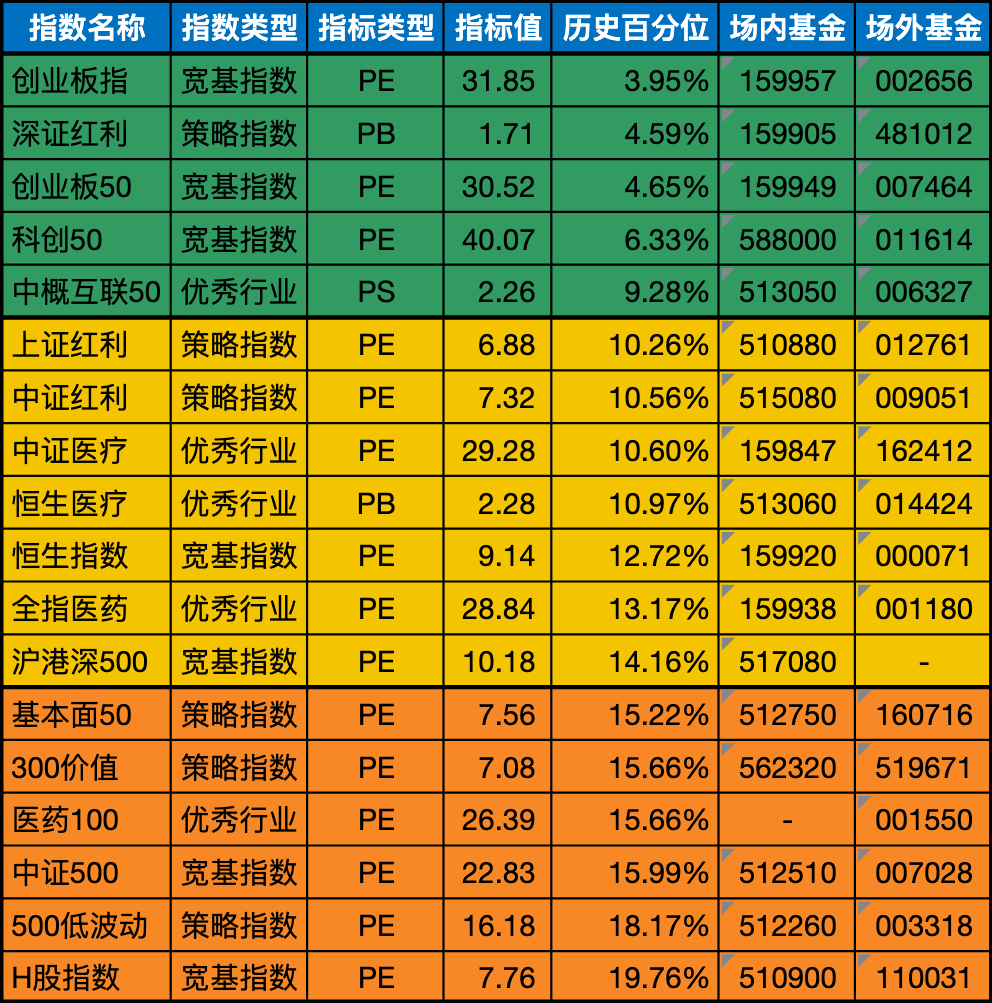 指数名称 指数类型 指标类型 指标值 历史百分位 场内基金 场外基金
创业板指 宽基指数 PE 31.85 3.95% 159957 002656
深证红利 策略指数 PB 1.71 4.59% 159905 481012
创业板50 宽基指数 PE 30.52 4.65% 159949 007464
科创50 宽基指数 PE 40.07 6.33% 588000 011614
中概互联50 优秀行业 PS 2.26 9.28% 513050 006327
上证红利 策略指数 PE 6.88 10.26% 510880 012761
中证红利 策略指数 PE 7.32 10.56% 515080 009051
中证医疗 优秀行业 PE 29.28 10.60% 159847 162412
恒生医疗 优秀行业 PB 2.28 10.97% 513060 014424
恒生指数 宽基指数 PE 9.14 12.72% 159920 000071
全指医药 优秀行业 PE 28.84 13.17% 159938 001180
沪港深500 宽基指数 PE 10.18 14.16% 517080 -
基本面50 策略指数 PE 7.56 15.22% 512750 160716
300价值 策略指数 PE 7.08 15.66% 562320 519671
医药100 优秀行业 PE 26.39 15.66% - 001550
中证500 宽基指数 PE 22.83 15.99% 512510 007028
500低波动 策略指数 PE 16.18 18.17% 512260 003318
H股指数 宽基指数 PE 7.76 19.76% 510900 110031